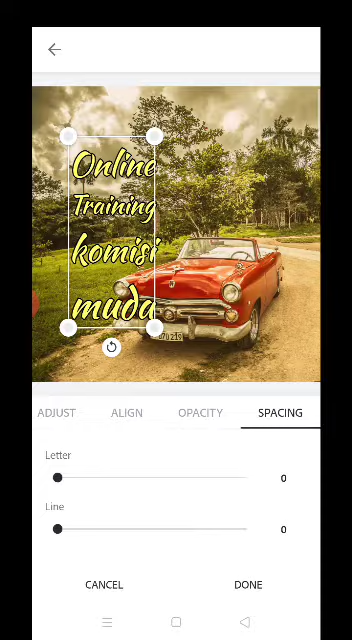 Online
Training
komisi
muda
ADJUST ALIGN OPACITY SPACING
Letter
0
Line
0
CANCEL DONE